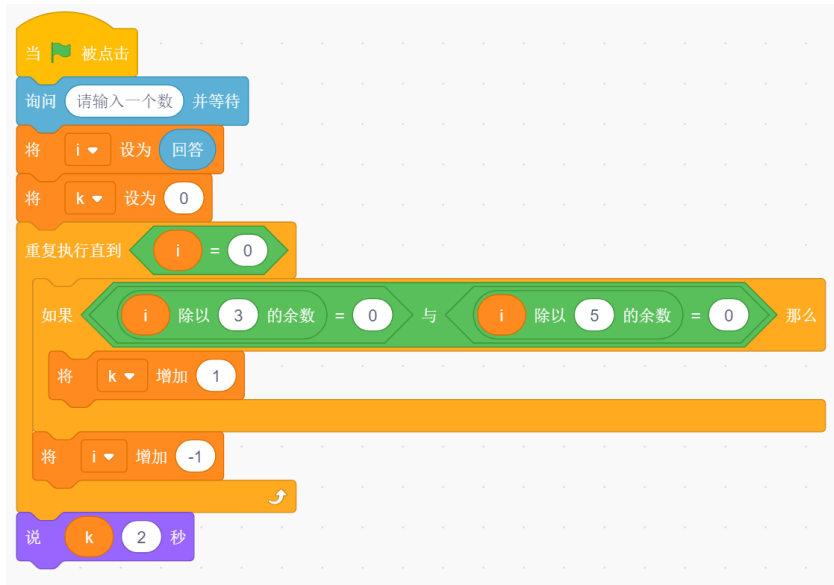 当 被点击
询问 请输入一个数 并等待
将 i 设为 回答
将 k 设为 0
重复执行直到 i = 0
如果 i 除以 3 的余数 = 0 与 i 除以 5 的余数 = 0 那么
将 k 增加 1
将 i 增加 -1
说 k 2 秒